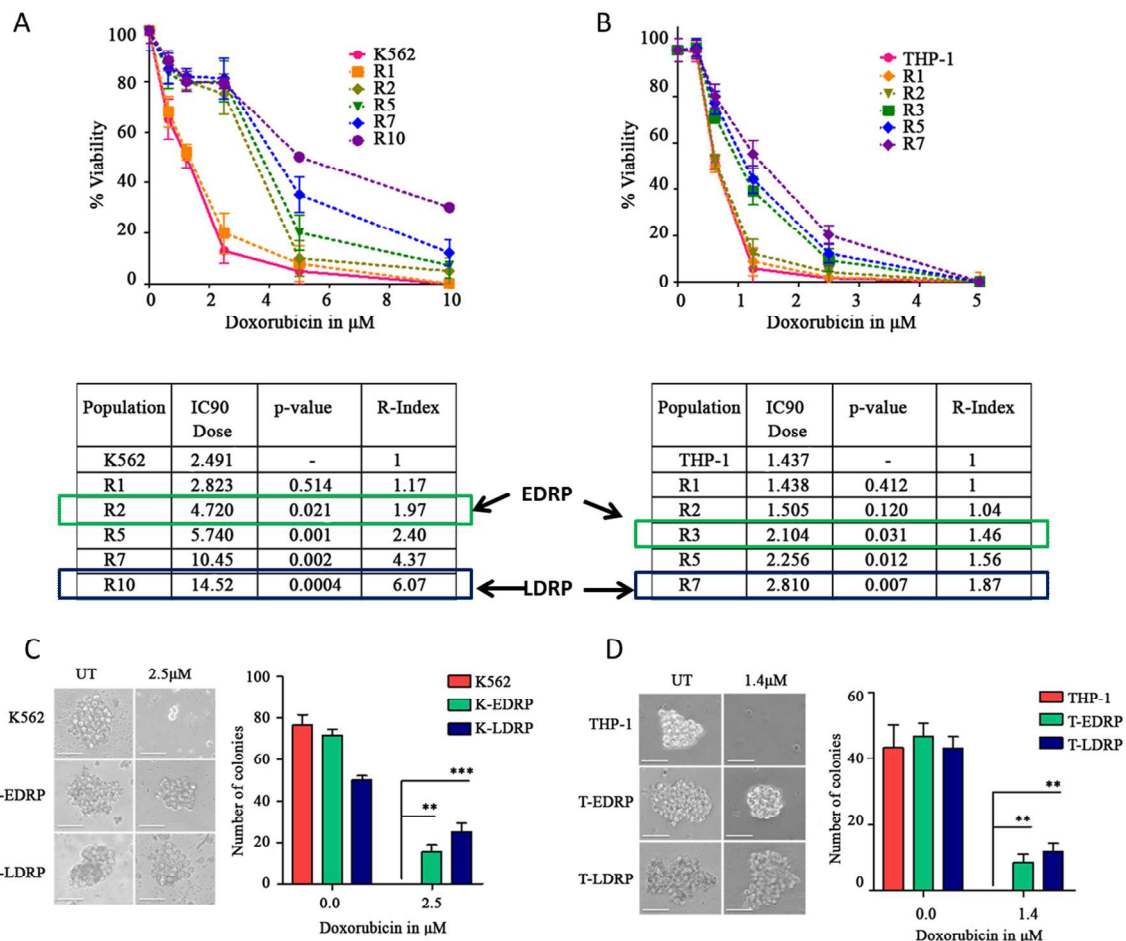 A
100
80
60
40
20
0
% Viability
0
2
4
6
8
10
Doxorubicin in µM
K562
R1
R2
R5
R7
R10
B
100
80
60
40
20
0
% Viability
0
1
2
3
4
5
Doxorubicin in µM
THP-1
R1
R2
R3
R5
R7
Population IC90 Dose p-value R-Index
K562 2.491 - 1
R1 2.823 0.514 1.17
R2 4.720 0.021 1.97
R5 5.740 0.001 2.40
R7 10.45 0.002 4.37
R10 14.52 0.0004 6.07
EDRP
LDRP
Population IC90 Dose p-value R-Index
THP-1 1.437 - 1
R1 1.438 0.412 1
R2 1.505 0.120 1.04
R3 2.104 0.031 1.46
R5 2.256 0.012 1.56
R7 2.810 0.007 1.87
C
UT 2.5µM
K562
-EDRP
-LDRP
100
80
60
40
20
0
Number of colonies
K562
K-EDRP
K-LDRP
***
**
0.0 2.5
Doxorubicin in µM
D
UT 1.4µM
THP-1
T-EDRP
T-LDRP
60
40
20
0
Number of colonies
THP-1
T-EDRP
T-LDRP
**
**
0.0 1.4
Doxorubicin in µM